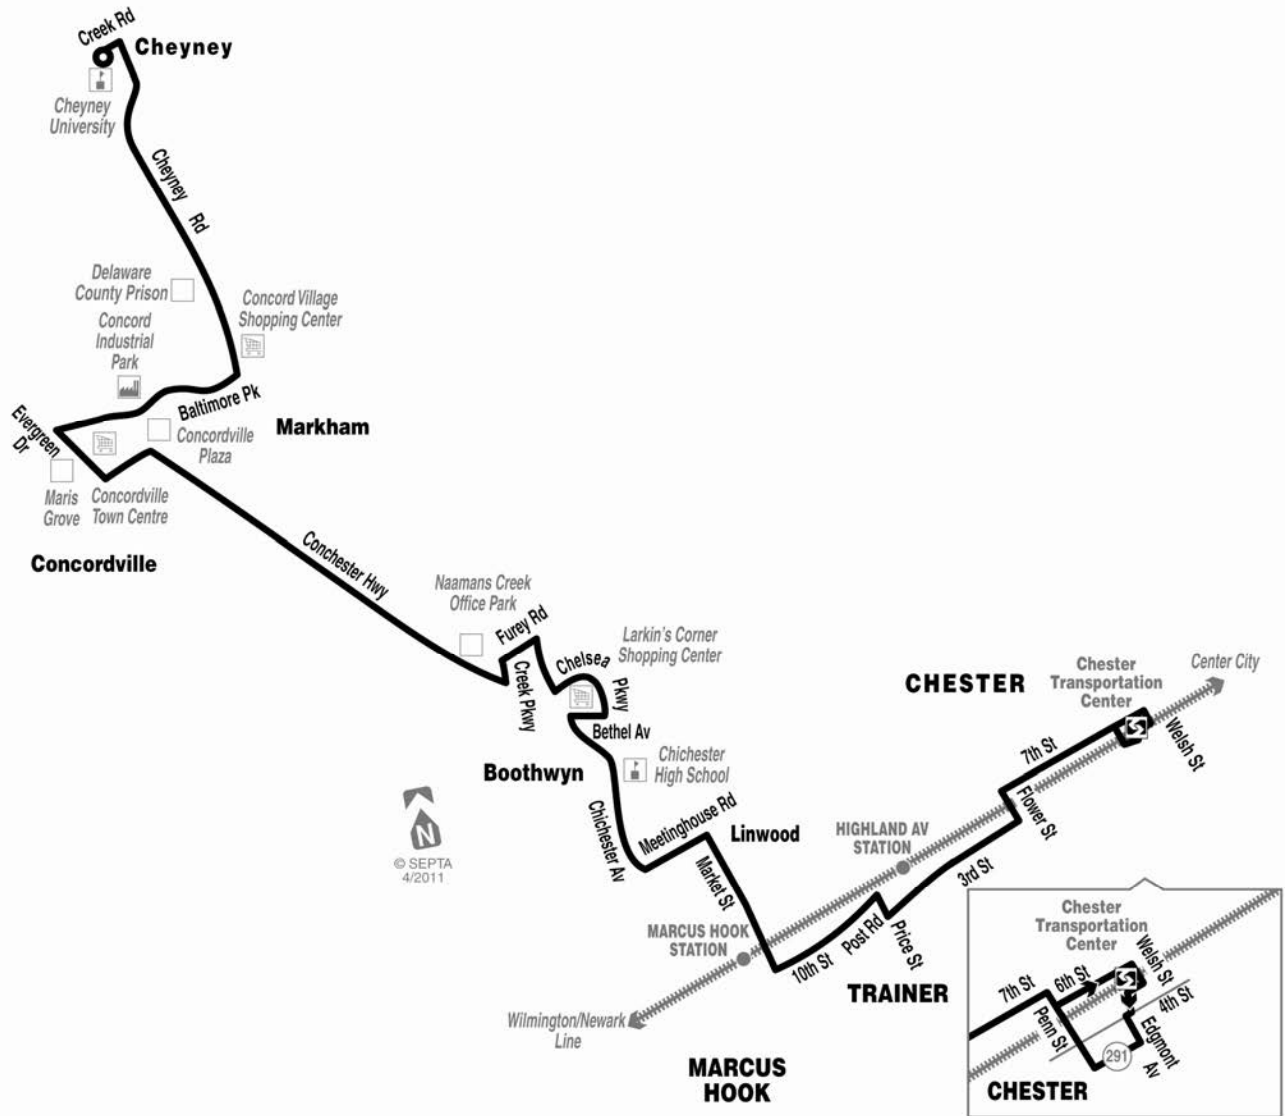 Creek Rd
Cheyney
Cheyney
University
Cheyney Rd
Delaware
County Prison
Concord Village
Shopping Center
Concord
Industrial
Park
Baltimore Pk
Evergreen
Dr
Markham
Concordville
Plaza
Maris
Grove
Concordville
Town Centre
Concordville
Conchester Hwy
Naamans Creek
Office Park
Furey Rd
Creek Pkwy
Chelsea Pkwy
Larkin's Corner
Shopping Center
Bethel Av
Boothwyn
Chichester
High School
Chichester Av
Meetinghouse Rd
Linwood
Market St
N
© SEPTA
4/2011
CHESTER
Chester
Transportation
Center
Center City
7th St
Welsh St
Flower St
HIGHLAND AV
STATION
3rd St
MARCUS HOOK
STATION
10th St
Post Rd
Price St
TRAINER
Wilmington/Newark
Line
MARCUS
HOOK
Chester
Transportation
Center
Welsh St
7th St
6th St
4th St
Penn St
Edgmont
Av
291
CHESTER